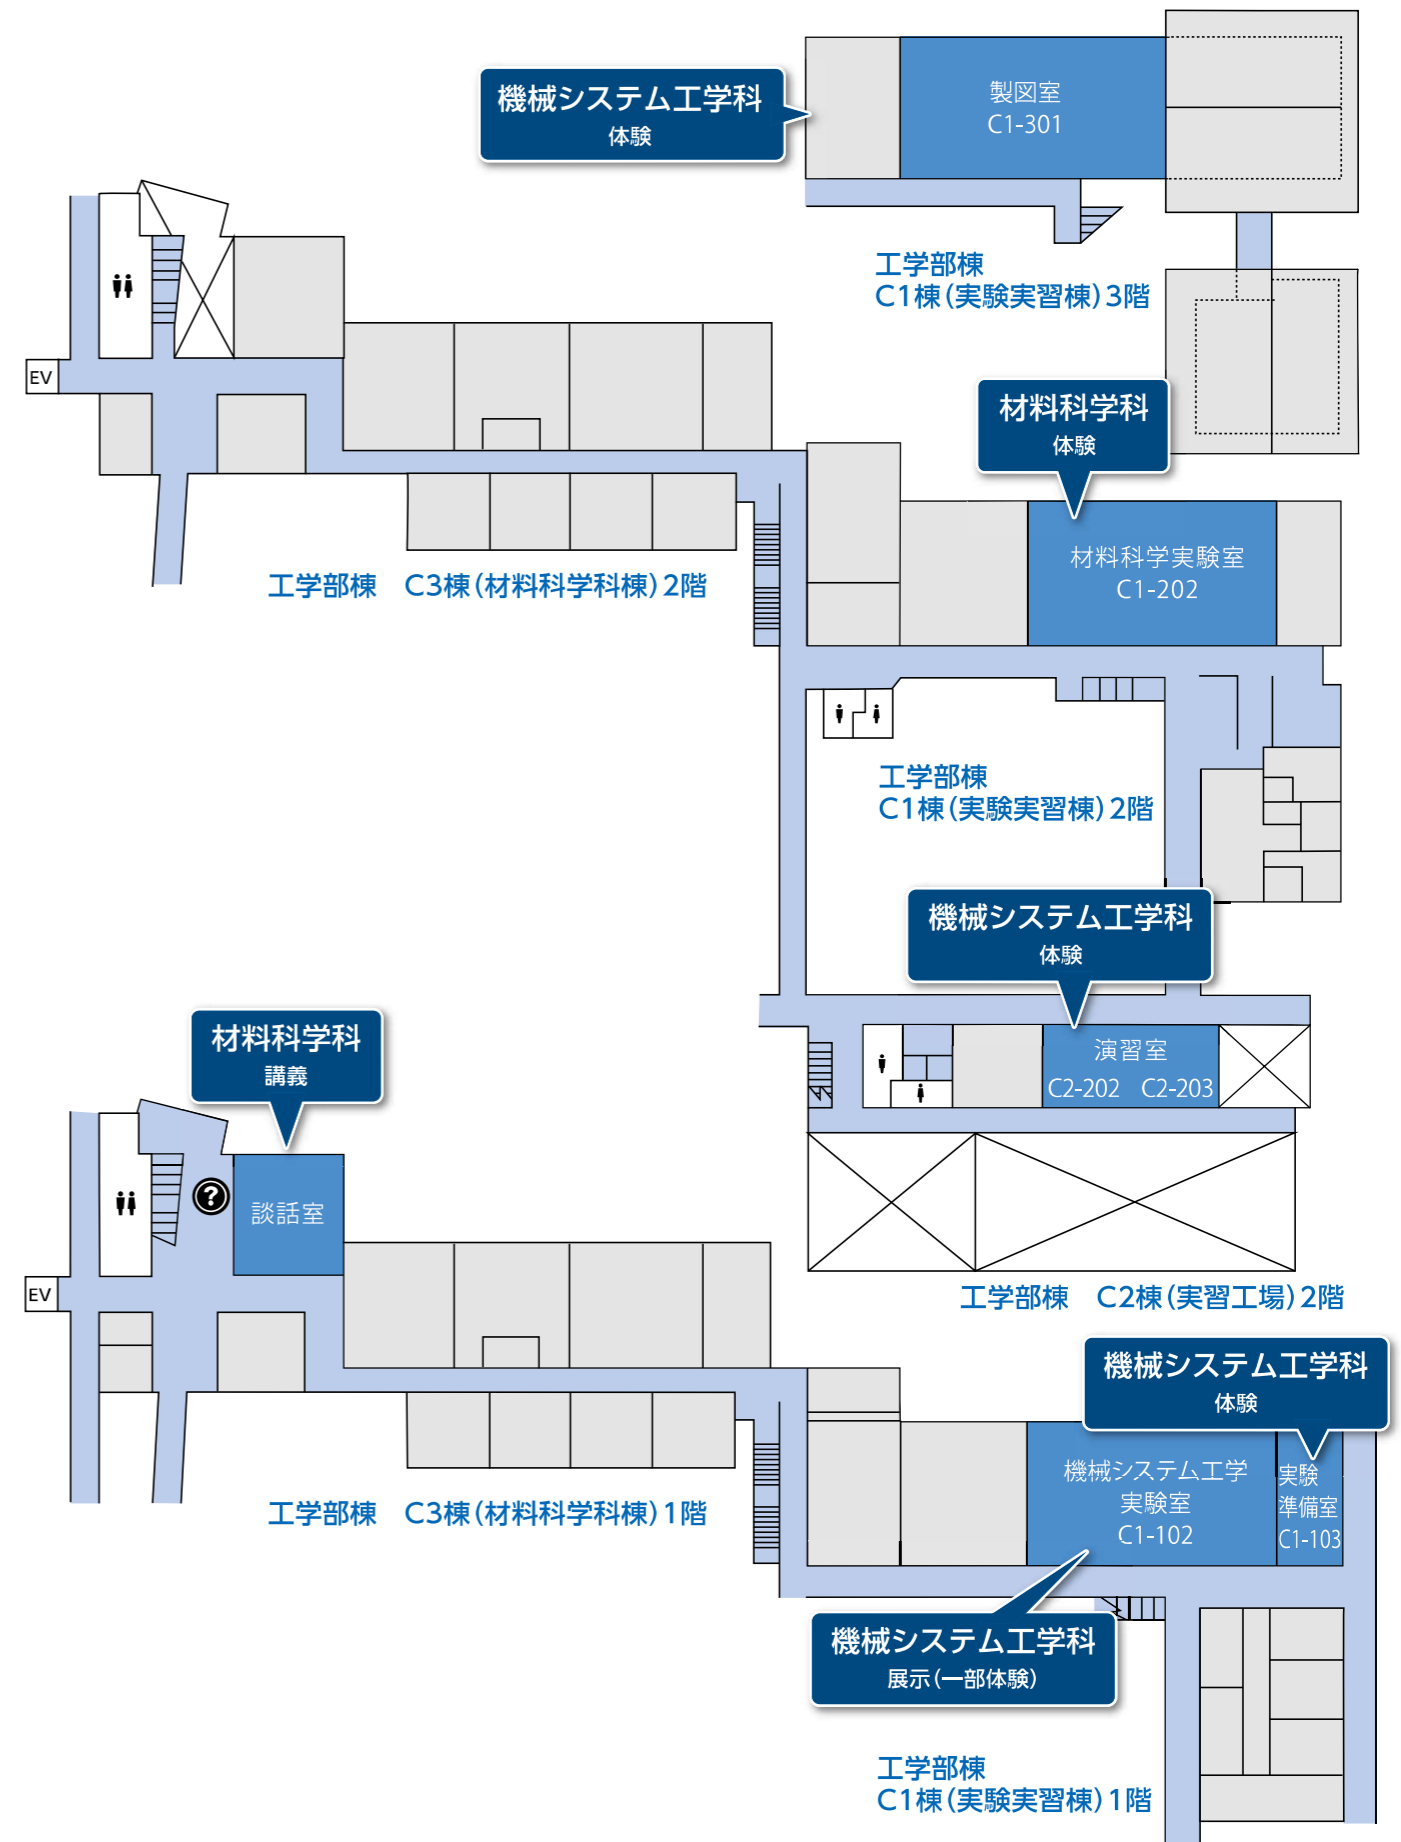 機械システム工学科
体験
製図室
C1-301
工学部棟
C1棟(実験実習棟)3階
EV
材料科学科
体験
材料科学実験室
C1-202
工学部棟　C3棟(材料科学科棟)2階
工学部棟
C1棟(実験実習棟)2階
機械システム工学科
体験
演習室
C2-202　C2-203
材料科学科
講義
?
談話室
EV
工学部棟　C2棟(実習工場)2階
機械システム工学科
体験
機械システム工学
実験室
C1-102
実験
準備室
C1-103
工学部棟　C3棟(材料科学科棟)1階
機械システム工学科
展示(一部体験)
工学部棟
C1棟(実験実習棟)1階